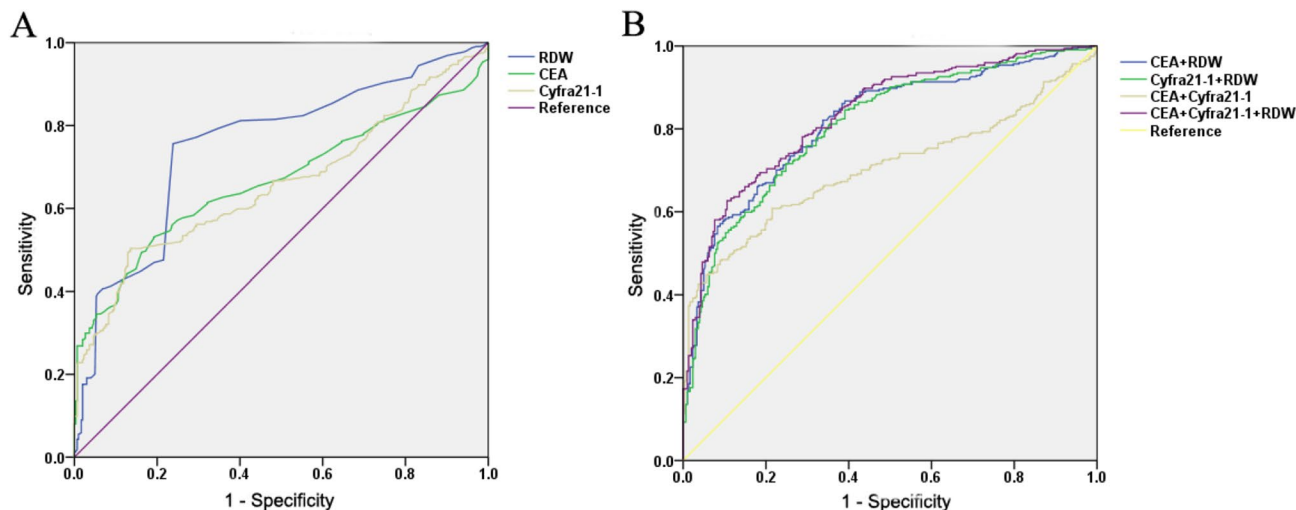 A
1.0
0.8
0.6
0.4
0.2
0.0
Sensitivity
0.0 0.2 0.4 0.6 0.8 1.0
1 - Specificity
RDW
CEA
Cyfra21-1
Reference
B
1.0
0.8
0.6
0.4
0.2
0.0
Sensitivity
0.0 0.2 0.4 0.6 0.8 1.0
1 - Specificity
CEA+RDW
Cyfra21-1+RDW
CEA+Cyfra21-1
CEA+Cyfra21-1+RDW
Reference